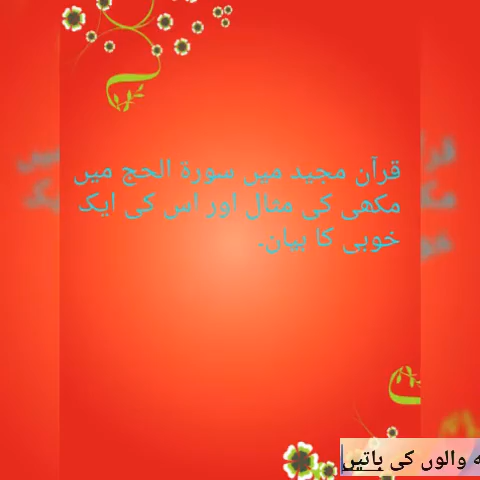 قرآن مجید میں سورۃ الحج میں
مکھی کی مثال اور اس کی ایک
خوبی کا بیان۔
والوں کی باتیں